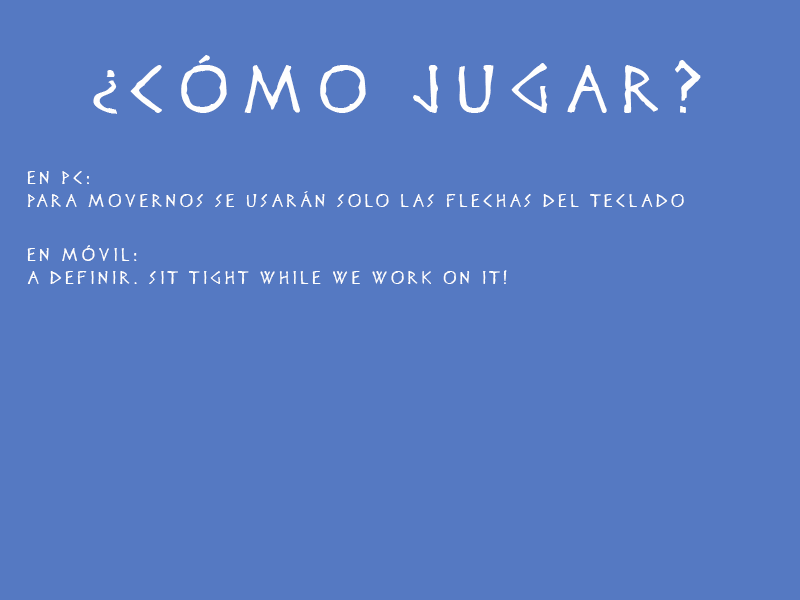 ¿CÓMO JUGAR?
EN PC:
PARA MOVERNOS SE USARÁN SOLO LAS FLECHAS DEL TECLADO
EN MÓVIL:
A DEFINIR. SIT TIGHT WHILE WE WORK ON IT!